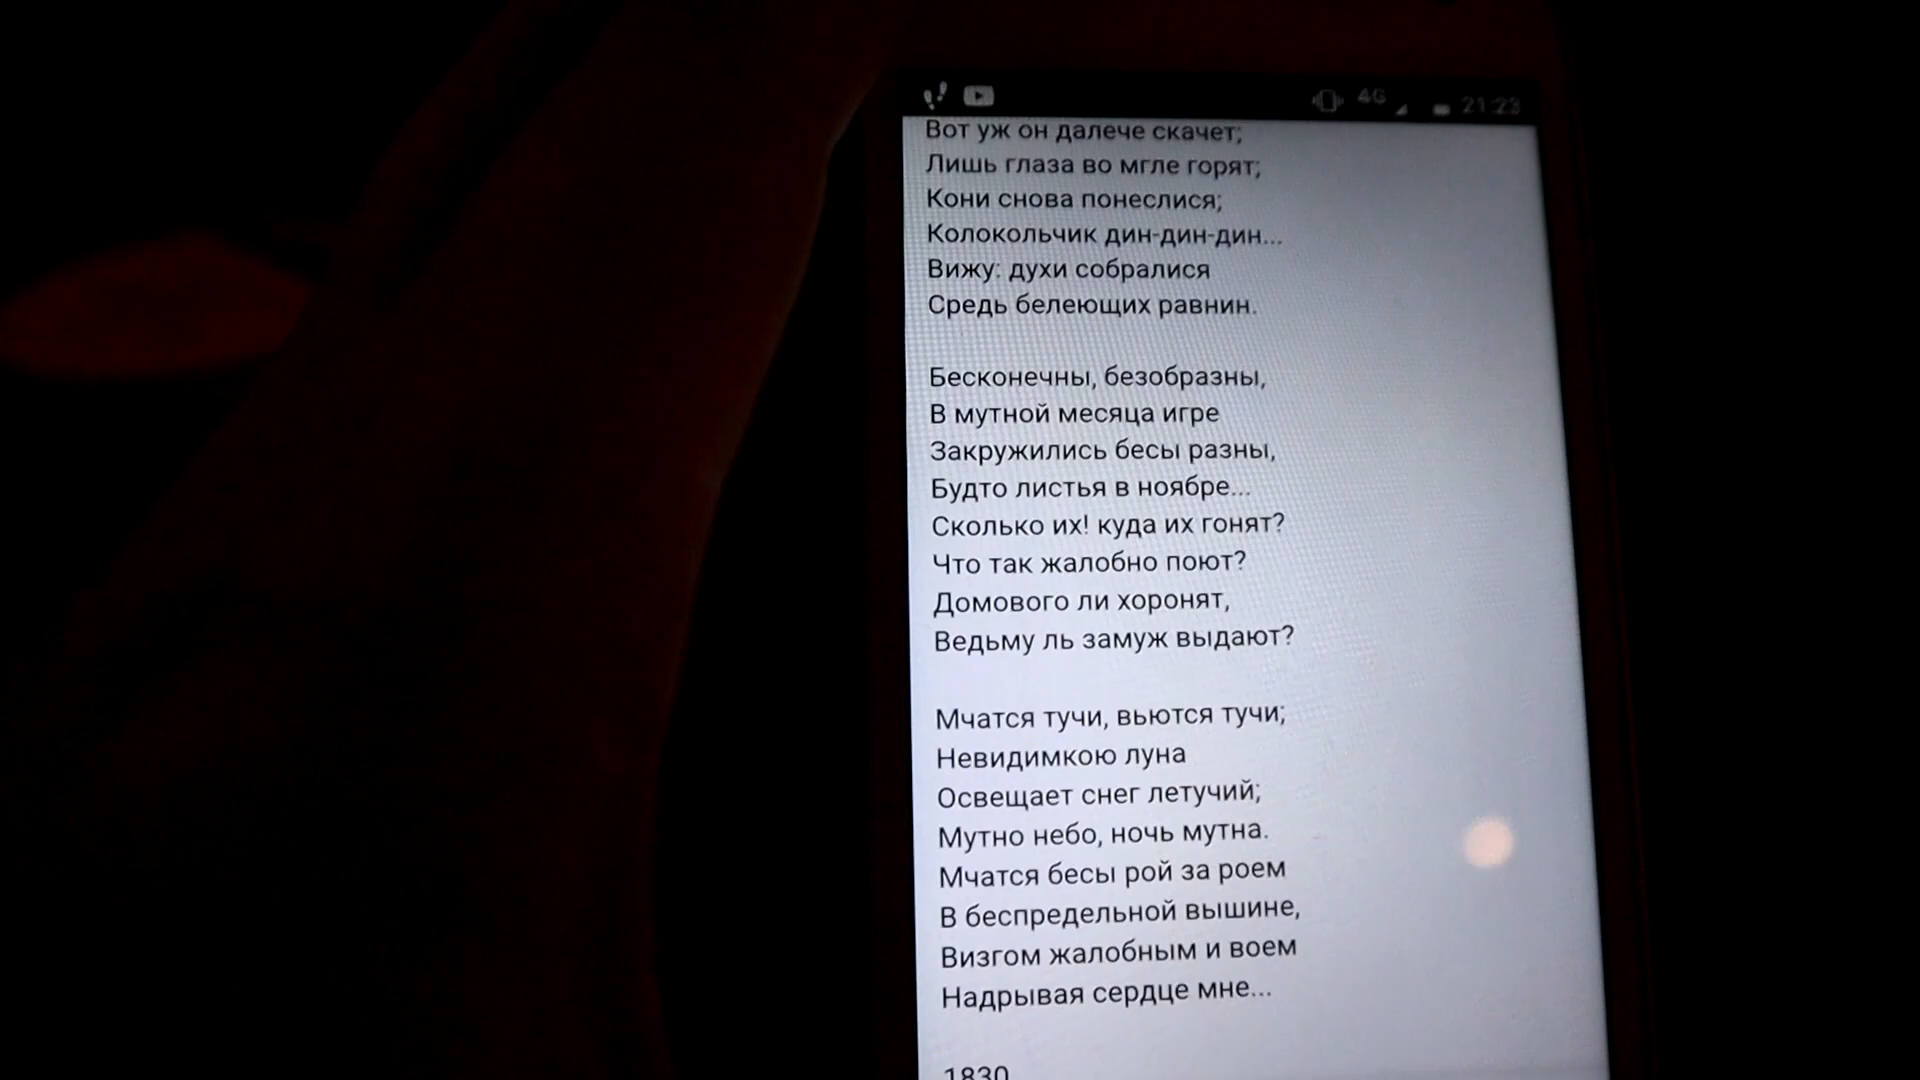 4G 21:23
Вот уж он далече скачет;
Лишь глаза во мгле горят;
Кони снова понеслися;
Колокольчик дин-дин-дин...
Вижу: духи собралися
Средь белеющих равнин.
Бесконечны, безобразны,
В мутной месяца игре
Закружились бесы разны,
Будто листья в ноябре...
Сколько их! куда их гонят?
Что так жалобно поют?
Домового ли хоронят,
Ведьму ль замуж выдают?
Мчатся тучи, вьются тучи;
Невидимкою луна
Освещает снег летучий;
Мутно небо, ночь мутна.
Мчатся бесы рой за роем
В беспредельной вышине,
Визгом жалобным и воем
Надрывая сердце мне...
1830